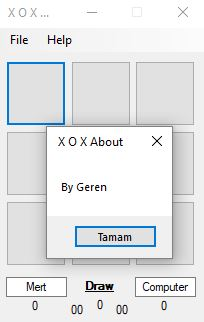 X O X ...
File Help
X O X About
By Geren
Tamam
Mert Draw Computer
0 00 0 00 0